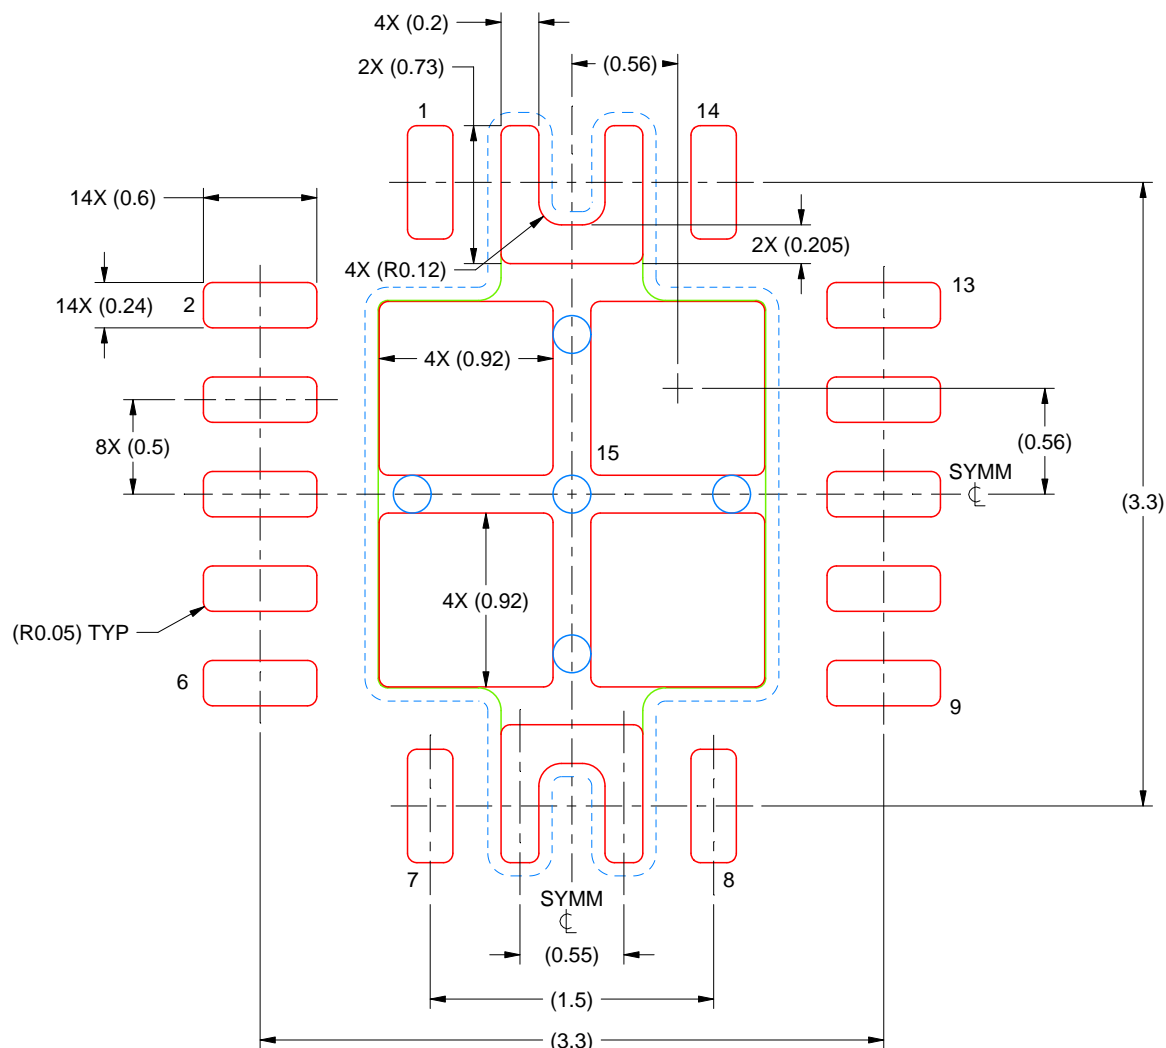 4X (0.2)
2X (0.73)
(0.56)
1
14
14X (0.6)
2X (0.205)
4X (R0.12)
2
14X (0.24)
13
4X (0.92)
8X (0.5)
(0.56)
15
SYMM
CL
(3.3)
4X (0.92)
(R0.05) TYP
6
9
7
8
SYMM
CL
(0.55)
(1.5)
(3.3)